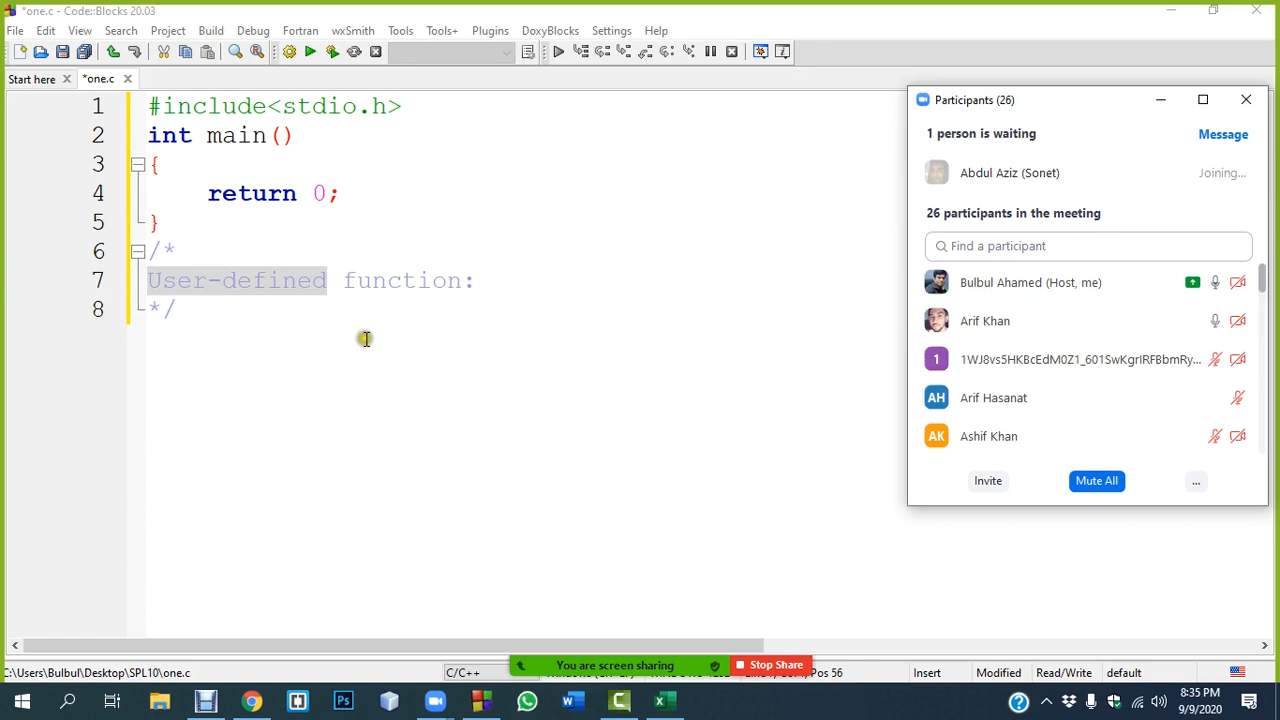 *one.c - Code::Blocks 20.03
File Edit View Search Project Build Debug Fortran wxSmith Tools Tools+ Plugins DoxyBlocks Settings Help
Start here
*one.c
1 #include<stdio.h>
2 int main()
3 {
4 return 0;
5 }
6 /*
7 User-defined function:
8 */
Participants (26)
1 person is waiting Message
Abdul Aziz (Sonet) Joining...
26 participants in the meeting
Find a participant
Bulbul Ahamed (Host, me)
Arif Khan
1 1WJ8vs5HKBcEdM0Z1_601SwKgrIRFBbmRy...
AH Arif Hasanat
AK Ashif Khan
Invite Mute All ...
You are screen sharing Stop Share
C:\Users\Bulbul\Desktop\SPL10\one.c C/C++ Pos 56 Insert Modified Read/Write default
Ps
8:35 PM
9/9/2020